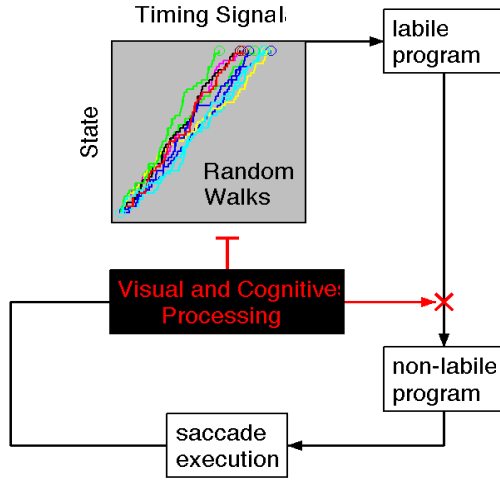 Timing Signal
labile
program
State
Random
Walks
Visual and Cognitive
Processing
non-labile
program
saccade
execution